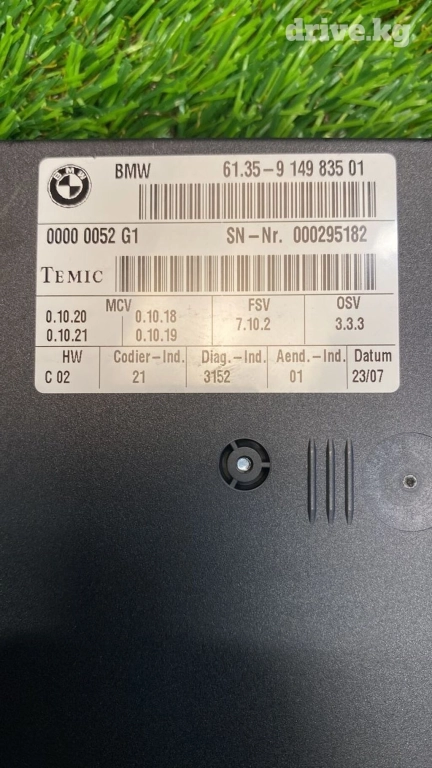 drive.kg
BMW 61.35-9 149 835 01
BMW
0000 0052 G1 SN-Nr. 000295182
TEMIC
MCV FSV OSV
0.10.20 0.10.18 7.10.2 3.3.3
0.10.21 0.10.19
HW Codier-Ind. Diag.-Ind. Aend.-Ind. Datum
C 02 21 3152 01 23/07